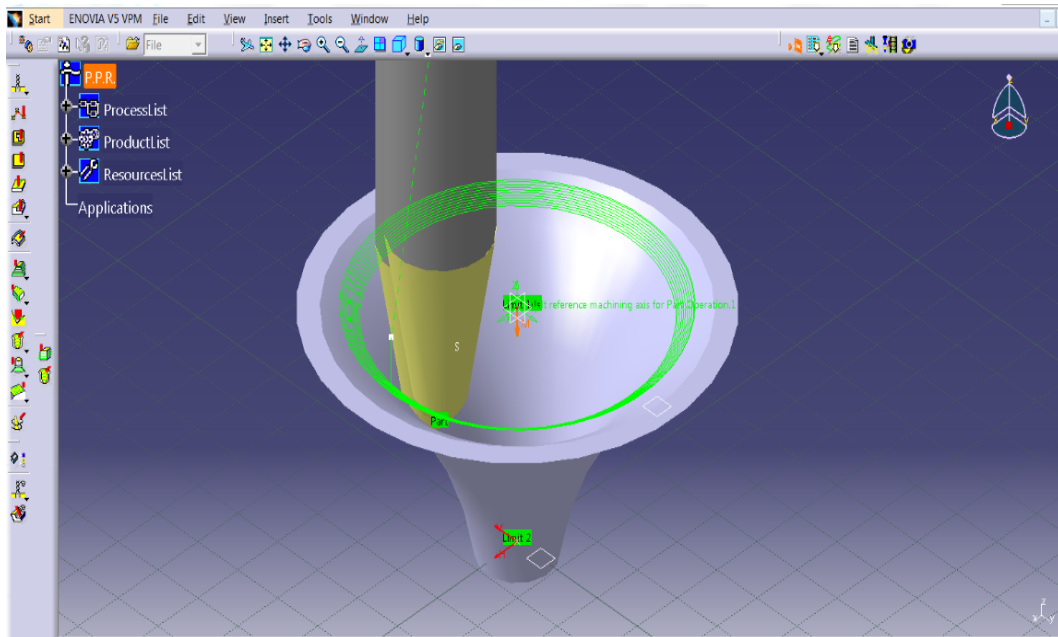 Start ENOVIA V5 VPM File Edit View Insert Tools Window Help
File
P.P.R.
ProcessList
ProductList
ResourcesList
Applications
reference machining axis for Part Operation.1
S
Part
Limit 2
z
x y